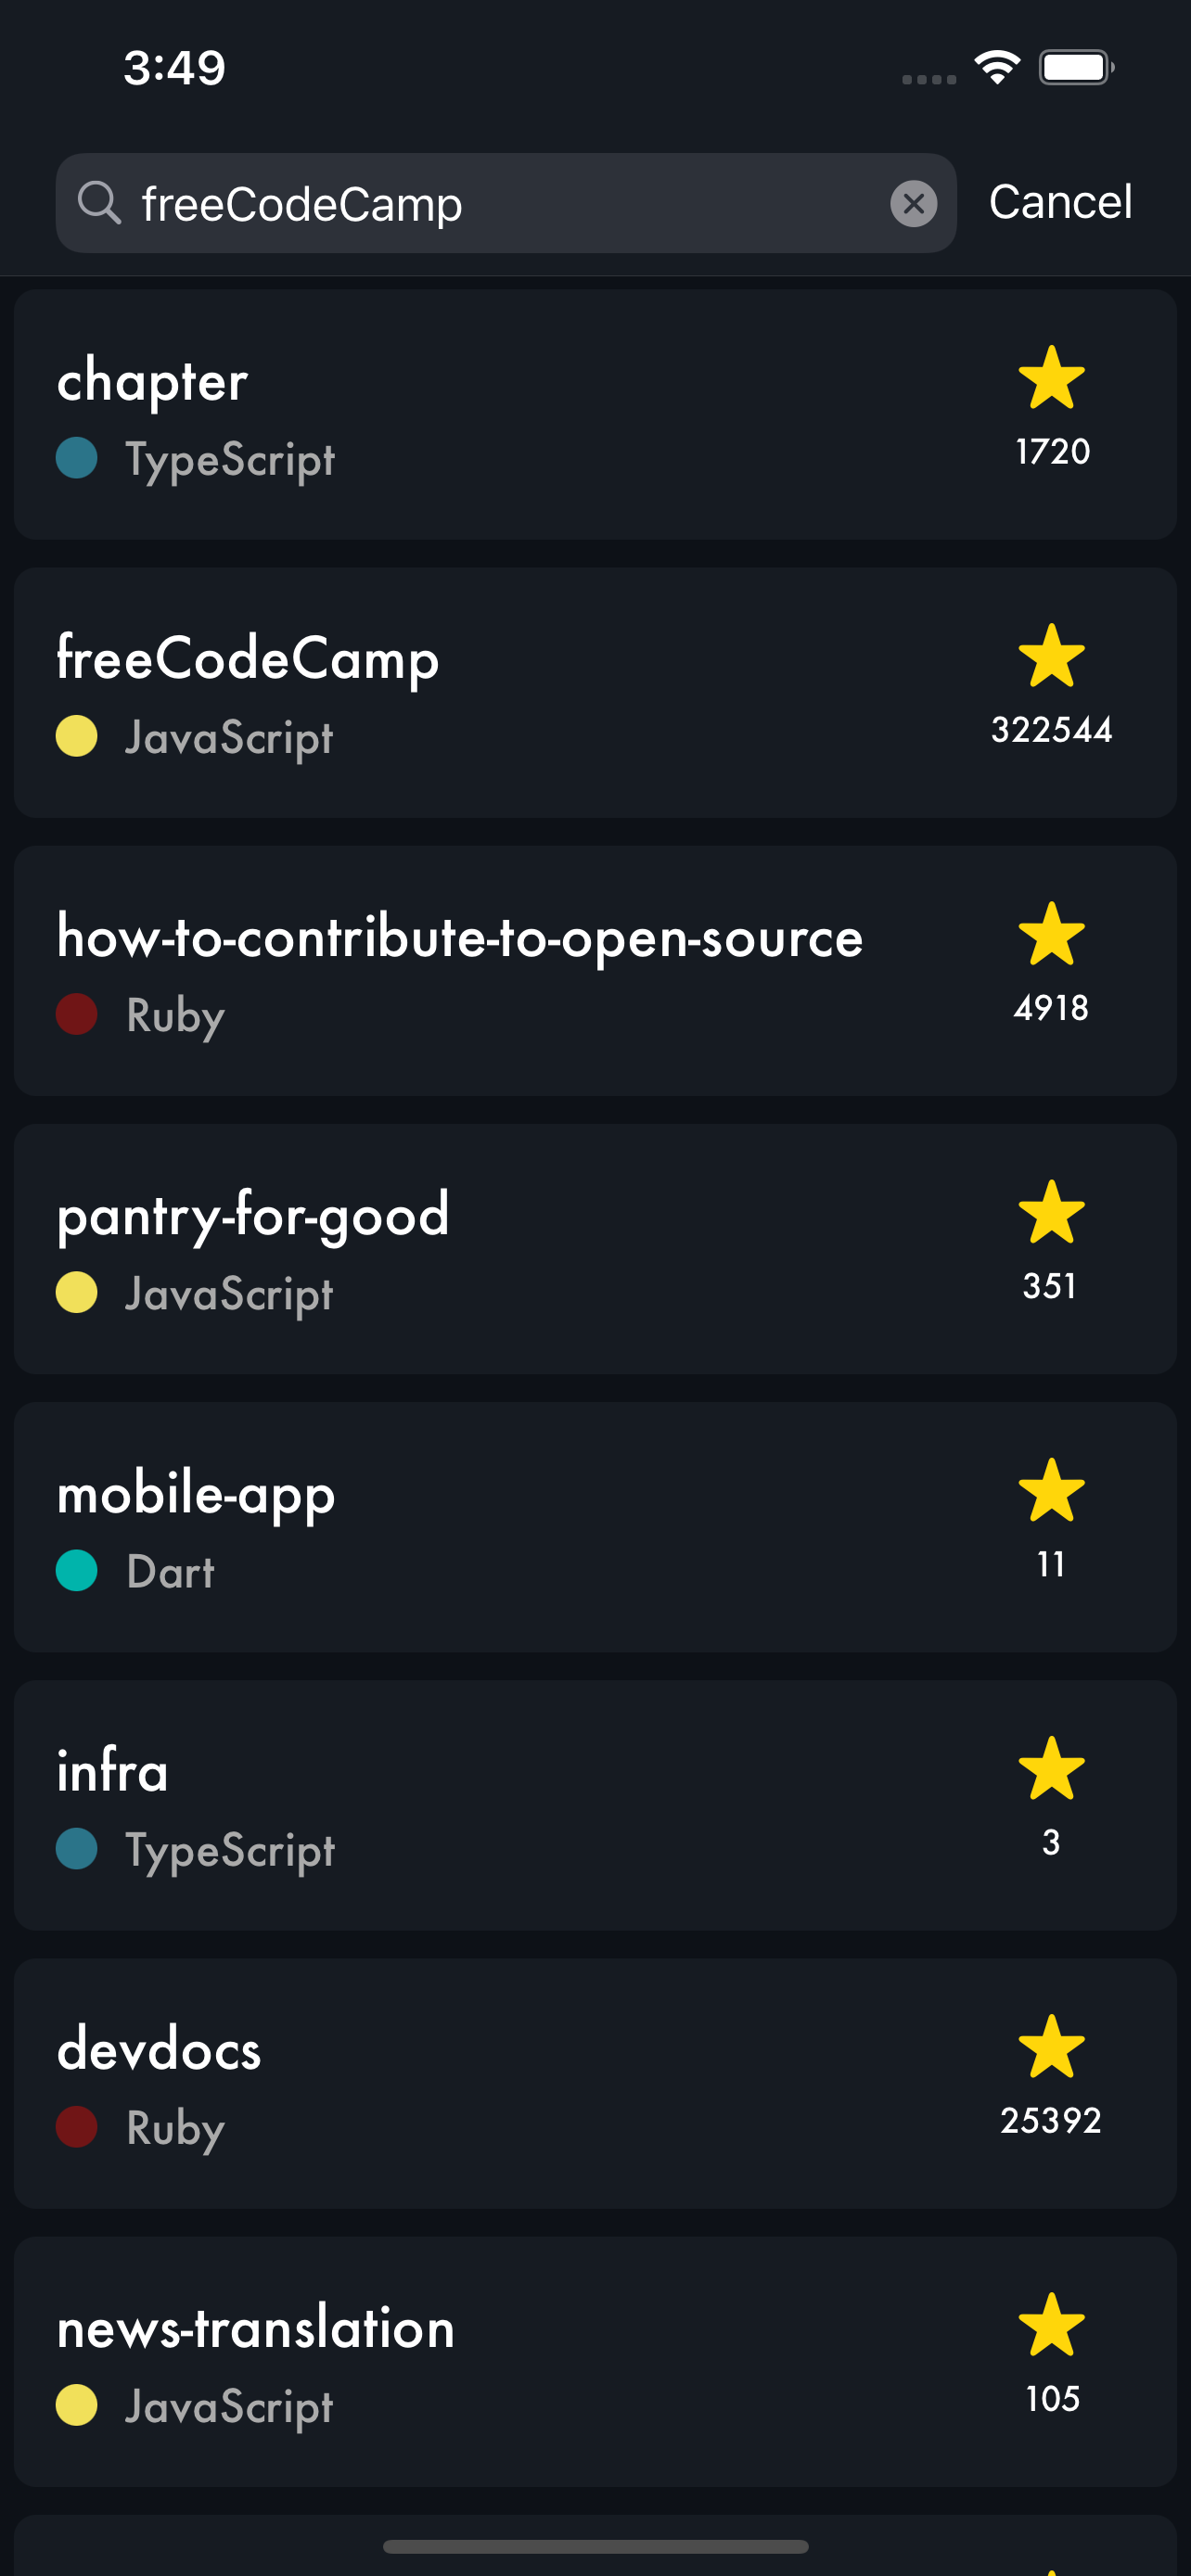 3:49
freeCodeCamp Cancel
chapter
TypeScript
1720
freeCodeCamp
JavaScript
322544
how-to-contribute-to-open-source
Ruby
4918
pantry-for-good
JavaScript
351
mobile-app
Dart
11
infra
TypeScript
3
devdocs
Ruby
25392
news-translation
JavaScript
105